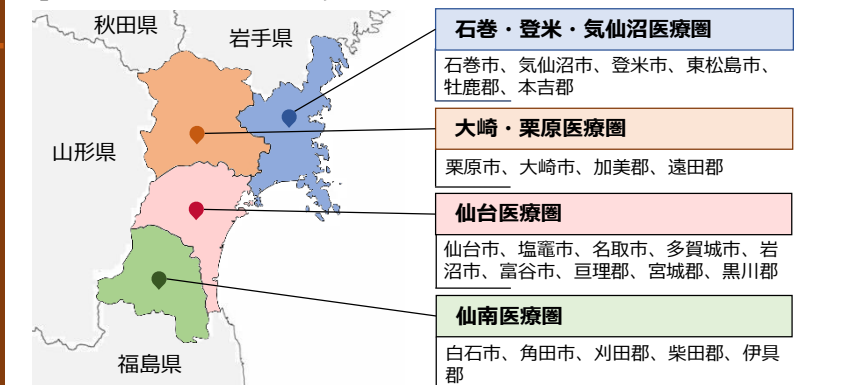 秋田県
岩手県
山形県
福島県
石巻・登米・気仙沼医療圏
石巻市、気仙沼市、登米市、東松島市、
牡鹿郡、本吉郡
大崎・栗原医療圏
栗原市、大崎市、加美郡、遠田郡
仙台医療圏
仙台市、塩竈市、名取市、多賀城市、岩
沼市、富谷市、亘理郡、宮城郡、黒川郡
仙南医療圏
白石市、角田市、刈田郡、柴田郡、伊具
郡